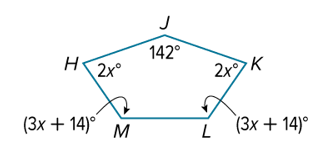 J
142°
H 2x° 2x° K
(3x + 14)° M L (3x + 14)°